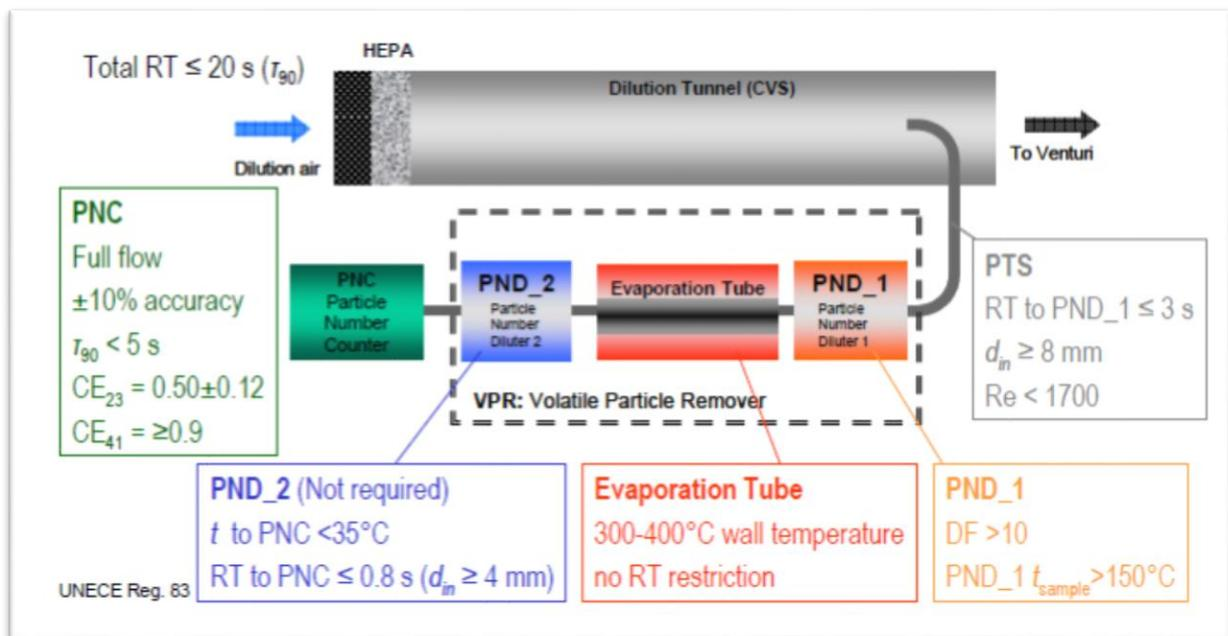 Total RT ≤ 20 s (τ90)
HEPA
Dilution Tunnel (CVS)
Dilution air
To Venturi
PNC
Full flow
±10% accuracy
τ90 < 5 s
CE23 = 0.50±0.12
CE41 = ≥0.9
PNC
Particle
Number
Counter
PND_2
Particle
Number
Diluter 2
Evaporation Tube
PND_1
Particle
Number
Diluter 1
VPR: Volatile Particle Remover
PTS
RT to PND_1 ≤ 3 s
din ≥ 8 mm
Re < 1700
PND_2 (Not required)
t to PNC <35°C
RT to PNC ≤ 0.8 s (din ≥ 4 mm)
Evaporation Tube
300-400°C wall temperature
no RT restriction
PND_1
DF >10
PND_1 tsample>150°C
UNECE Reg. 83